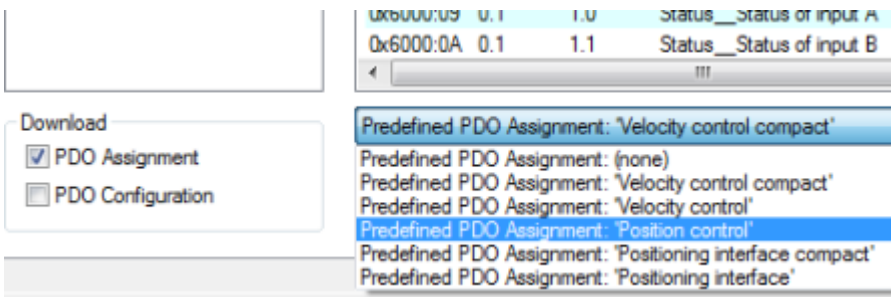 0x6000:09 0.1 1.0 Status__Status of input A
0x6000:0A 0.1 1.1 Status__Status of input B
Download
PDO Assignment
PDO Configuration
Predefined PDO Assignment: 'Velocity control compact'
Predefined PDO Assignment: (none)
Predefined PDO Assignment: 'Velocity control compact'
Predefined PDO Assignment: 'Velocity control'
Predefined PDO Assignment: 'Position control'
Predefined PDO Assignment: 'Positioning interface compact'
Predefined PDO Assignment: 'Positioning interface'